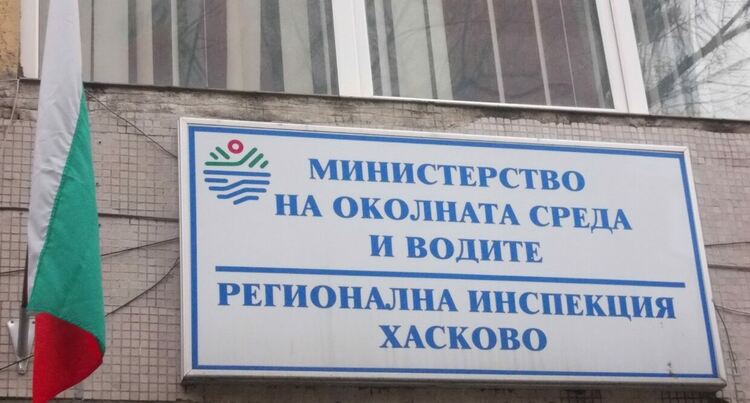 МИНИСТЕРСТВО
НА ОКОЛНАТА СРЕДА
И ВОДИТЕ
РЕГИОНАЛНА ИНСПЕКЦИЯ
ХАСКОВО